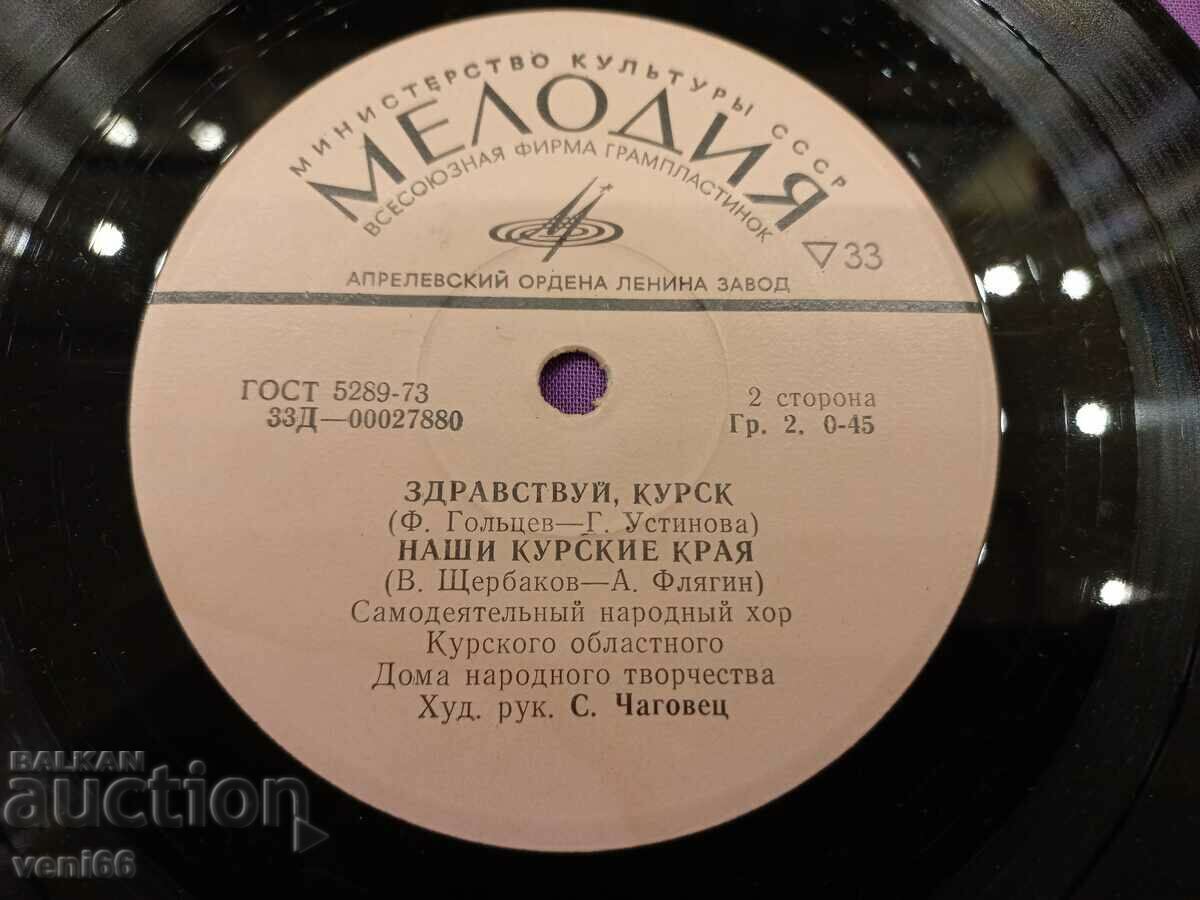 МИНИСТЕРСТВО КУЛЬТУРЫ СССР
МЕЛОДИЯ
ВСЕСОЮЗНАЯ ФИРМА ГРАМПЛАСТИНОК
▽33
АПРЕЛЕВСКИЙ ОРДЕНА ЛЕНИНА ЗАВОД
ГОСТ 5289-73
33Д—00027880
2 сторона
Гр. 2. 0-45
ЗДРАВСТВУЙ, КУРСК
(Ф. Гольцев—Г. Устинова)
НАШИ КУРСКИЕ КРАЯ
(В. Щербаков—А. Флягин)
Самодеятельный народный хор
Курского областного
Дома народного творчества
Худ. рук. С. Чаговец
BALKAN
auction
veni66